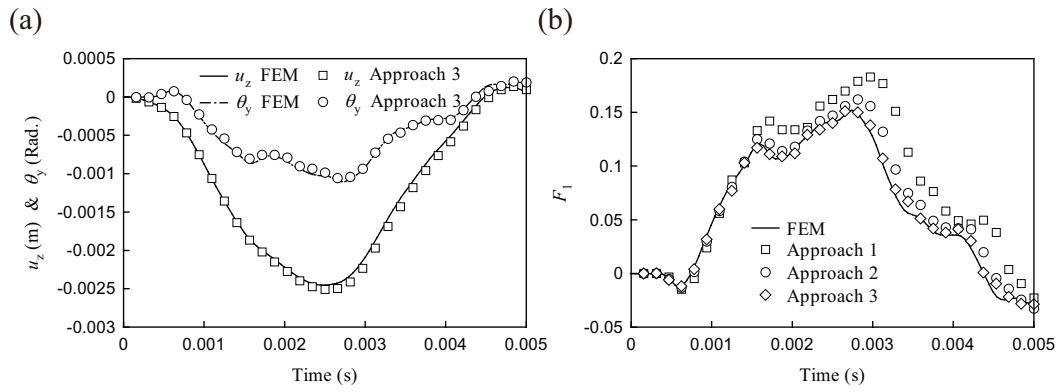 (a)
0.0005
0
-0.0005
-0.001
-0.0015
-0.002
-0.0025
-0.003
u_z (m) & θ_y (Rad.)
u_z FEM
u_z Approach 3
θ_y FEM
θ_y Approach 3
0 0.001 0.002 0.003 0.004 0.005
Time (s)
(b)
0.2
0.15
0.1
0.05
0
-0.05
F_1
FEM
Approach 1
Approach 2
Approach 3
0 0.001 0.002 0.003 0.004 0.005
Time (s)